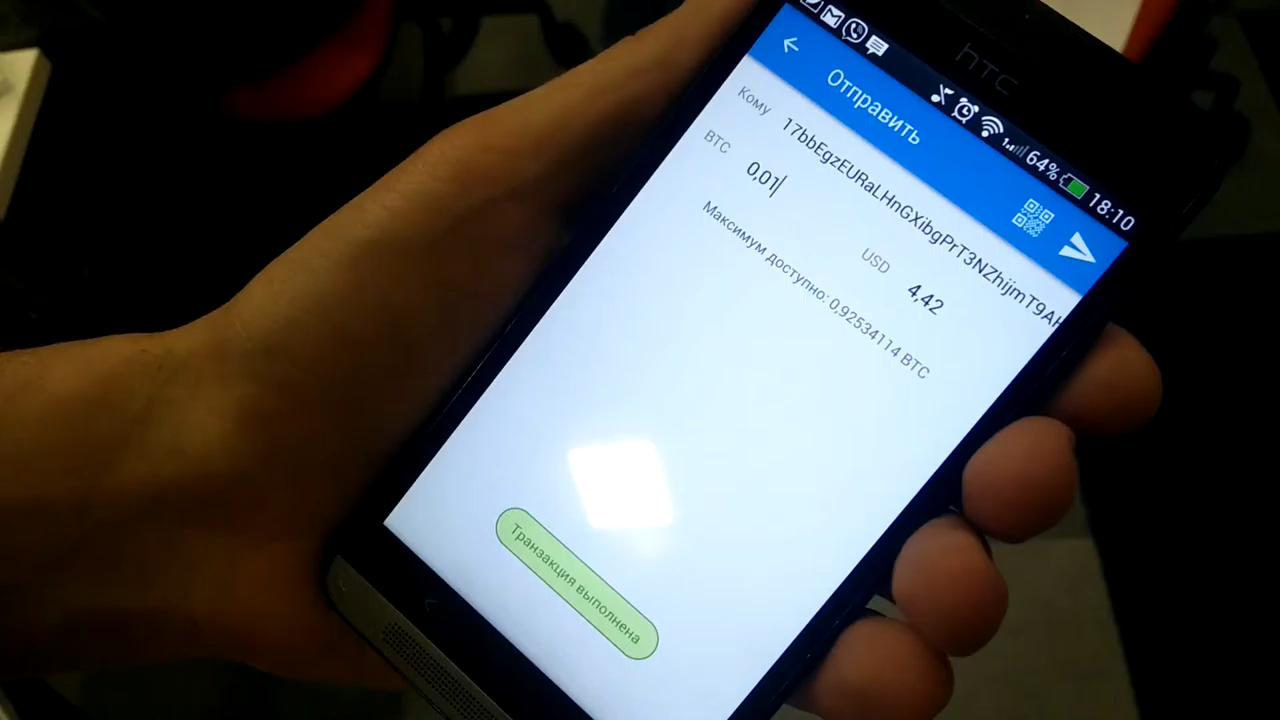 hTC
64% 18:10
Отправить
Кому 17bbEgzEURaLHnGXibgPrT3NZhijmT9AH
BTC 0,01 USD 4,42
Максимум доступно: 0,92534114 BTC
Транзакция выполнена